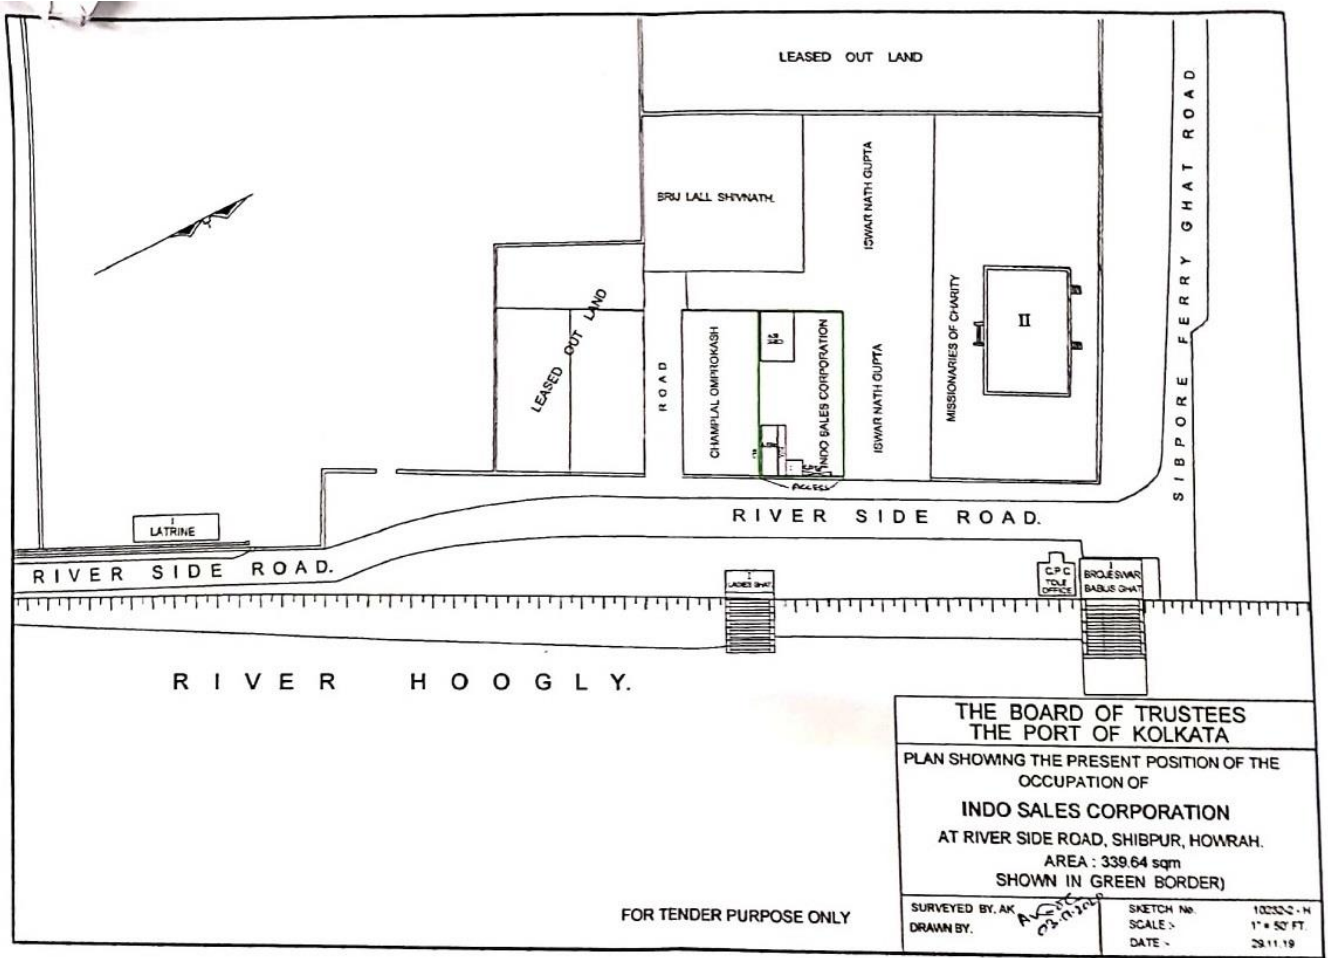 LEASED OUT LAND
BRIJ LALL SHIVNATH.
ISWAR NATH GUPTA
SIBPORE FERRY GHAT ROAD
LEASED OUT LAND
ROAD
CHAMPLAL OMPROKASH
INDO SALES CORPORATION
ISWAR NATH GUPTA
MISSIONARIES OF CHARITY
II
ACCESS
RIVER SIDE ROAD.
I
LATRINE
RIVER SIDE ROAD.
I
LADIES GHAT.
C.P.C
TOLE
OFFICE
I
BROJESWAR
BABUS GHAT
RIVER HOOGLY.
THE BOARD OF TRUSTEES
THE PORT OF KOLKATA
PLAN SHOWING THE PRESENT POSITION OF THE
OCCUPATION OF
INDO SALES CORPORATION
AT RIVER SIDE ROAD, SHIBPUR, HOWRAH.
AREA : 339.64 sqm
SHOWN IN GREEN BORDER)
FOR TENDER PURPOSE ONLY
SURVEYED BY. AK
DRAWN BY.
SKETCH No. 10232-2 - H
SCALE :- 1" = 50' FT.
DATE :- 29.11.19